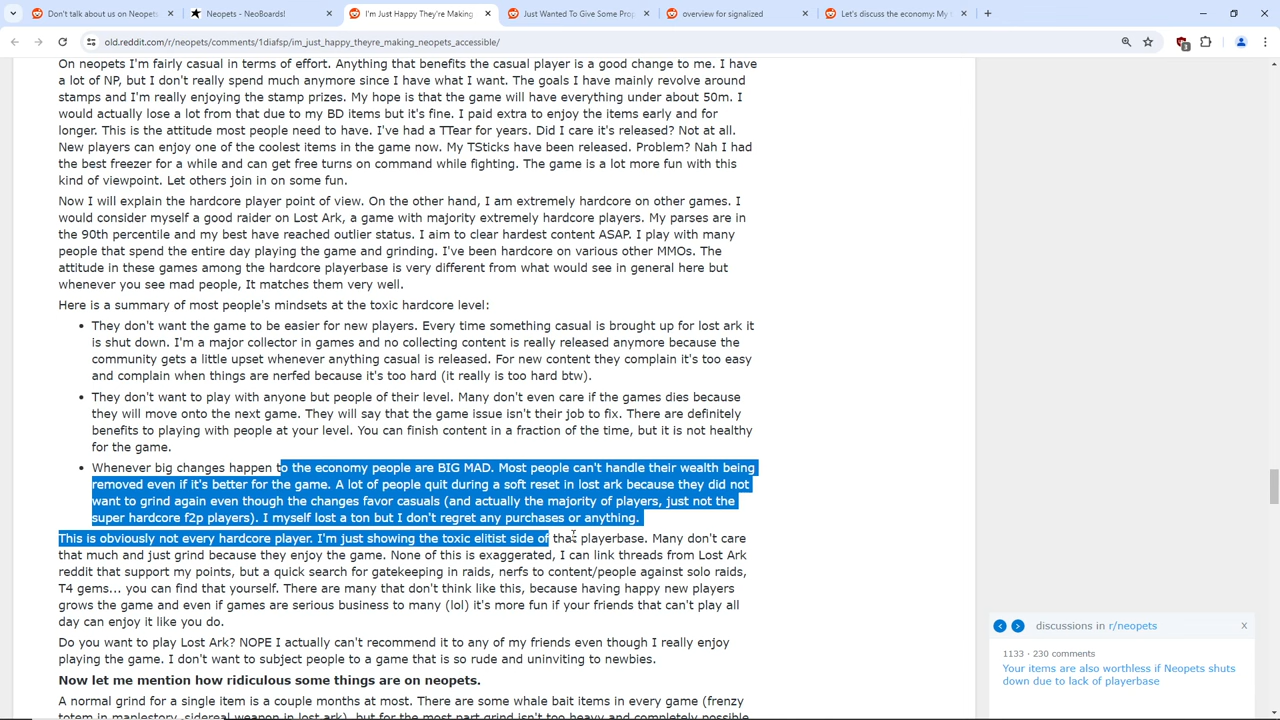 Don't talk about us on Neopets
Neopets - NeoBoards!
I'm Just Happy They're Making
Just Wanted To Give Some Prop
overview for signalized
Let's discuss the economy: My
old.reddit.com/r/neopets/comments/1diafsp/im_just_happy_theyre_making_neopets_accessible/
On neopets I'm fairly casual in terms of effort. Anything that benefits the casual player is a good change to me. I have
a lot of NP, but I don't really spend much anymore since I have what I want. The goals I have mainly revolve around
stamps and I'm really enjoying the stamp prizes. My hope is that the game will have everything under about 50m. I
would actually lose a lot from that due to my BD items but it's fine. I paid extra to enjoy the items early and for
longer. This is the attitude most people need to have. I've had a TTear for years. Did I care it's released? Not at all.
New players can enjoy one of the coolest items in the game now. My TSticks have been released. Problem? Nah I had
the best freezer for a while and can get free turns on command while fighting. The game is a lot more fun with this
kind of viewpoint. Let others join in on some fun.
Now I will explain the hardcore player point of view. On the other hand, I am extremely hardcore on other games. I
would consider myself a good raider on Lost Ark, a game with majority extremely hardcore players. My parses are in
the 90th percentile and my best have reached outlier status. I aim to clear hardest content ASAP. I play with many
people that spend the entire day playing the game and grinding. I've been hardcore on various other MMOs. The
attitude in these games among the hardcore playerbase is very different from what would see in general here but
whenever you see mad people, It matches them very well.
Here is a summary of most people's mindsets at the toxic hardcore level:
• They don't want the game to be easier for new players. Every time something casual is brought up for lost ark it
is shut down. I'm a major collector in games and no collecting content is really released anymore because the
community gets a little upset whenever anything casual is released. For new content they complain it's too easy
and complain when things are nerfed because it's too hard (it really is too hard btw).
• They don't want to play with anyone but people of their level. Many don't even care if the games dies because
they will move onto the next game. They will say that the game issue isn't their job to fix. There are definitely
benefits to playing with people at your level. You can finish content in a fraction of the time, but it is not healthy
for the game.
• Whenever big changes happen to the economy people are BIG MAD. Most people can't handle their wealth being
removed even if it's better for the game. A lot of people quit during a soft reset in lost ark because they did not
want to grind again even though the changes favor casuals (and actually the majority of players, just not the
super hardcore f2p players). I myself lost a ton but I don't regret any purchases or anything.
This is obviously not every hardcore player. I'm just showing the toxic elitist side of that playerbase. Many don't care
that much and just grind because they enjoy the game. None of this is exaggerated, I can link threads from Lost Ark
reddit that support my points, but a quick search for gatekeeping in raids, nerfs to content/people against solo raids,
T4 gems... you can find that yourself. There are many that don't think like this, because having happy new players
grows the game and even if games are serious business to many (lol) it's more fun if your friends that can't play all
day can enjoy it like you do.
Do you want to play Lost Ark? NOPE I actually can't recommend it to any of my friends even though I really enjoy
playing the game. I don't want to subject people to a game that is so rude and uninviting to newbies.
Now let me mention how ridiculous some things are on neopets.
A normal grind for a single item is a couple months at most. There are some whale bait items in every game (frenzy
totem in maplestory, sidereal weapon in lost ark), but for the most part grind isn't too heavy and completely possible
discussions in r/neopets
X
1133 · 230 comments
Your items are also worthless if Neopets shuts
down due to lack of playerbase